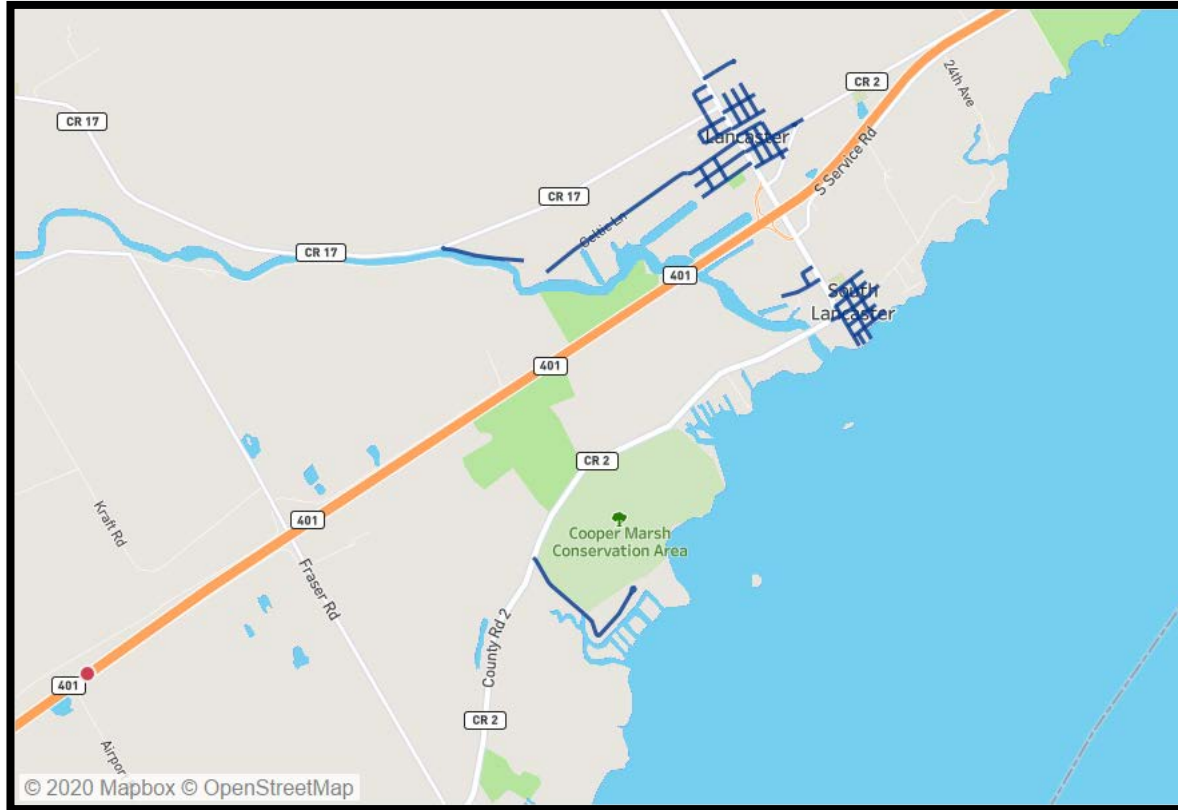 24th Ave
CR 2
CR 17
Lancaster
S Service Rd
CR 17
Celtic Ln
CR 17
401
South
Lancaster
401
CR 2
Kraft Rd
401
Cooper Marsh
Conservation Area
Fraser Rd
County Rd 2
401
CR 2
Airpor
© 2020 Mapbox © OpenStreetMap